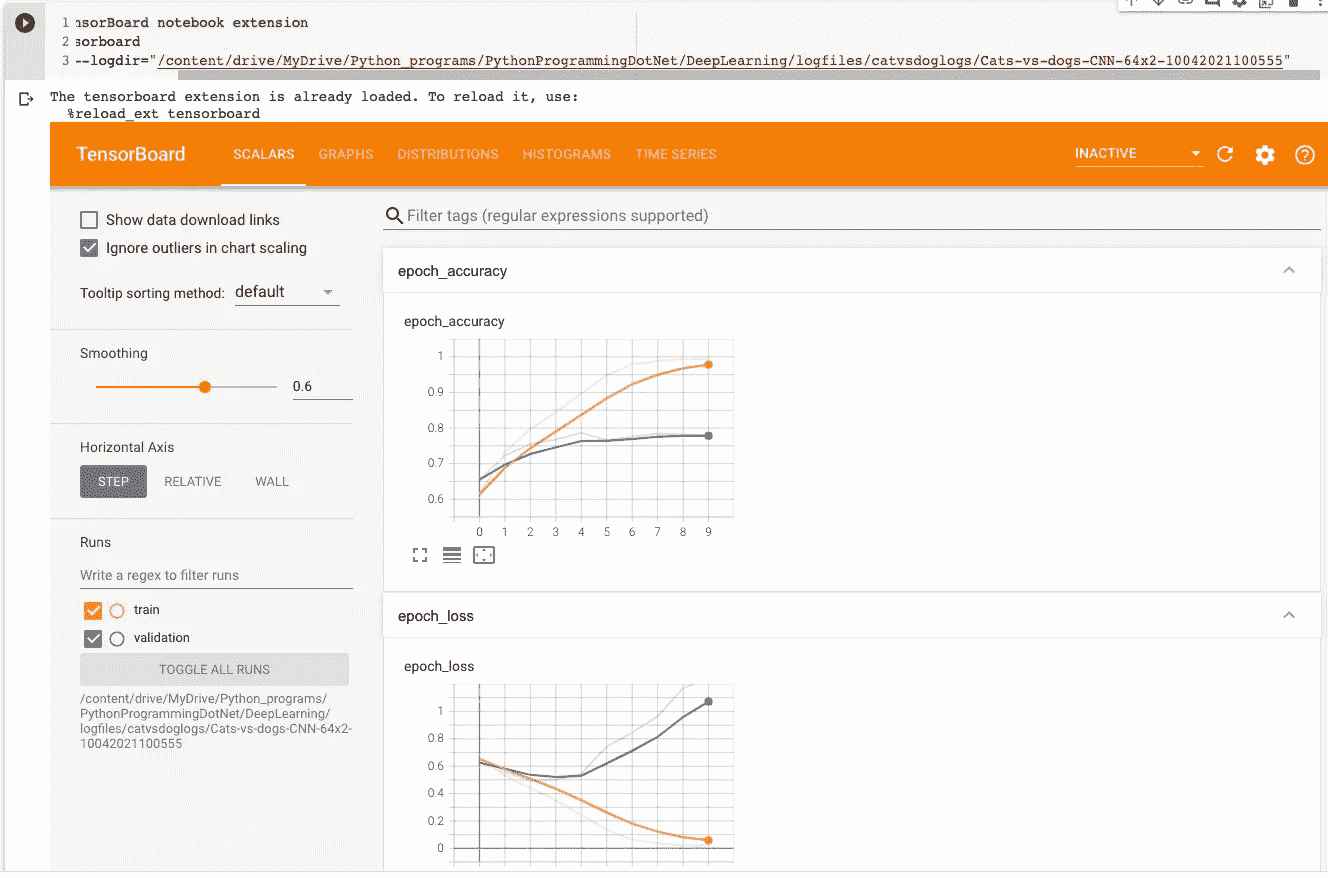 1 nsorBoard notebook extension
2 sorboard
3 --logdir="/content/drive/MyDrive/Python_programs/PythonProgrammingDotNet/DeepLearning/logfiles/catvsdoglogs/Cats-vs-dogs-CNN-64x2-10042021100555"
The tensorboard extension is already loaded. To reload it, use:
%reload_ext tensorboard
TensorBoard SCALARS GRAPHS DISTRIBUTIONS HISTOGRAMS TIME SERIES INACTIVE
Show data download links
Ignore outliers in chart scaling
Tooltip sorting method: default
Smoothing
0.6
Horizontal Axis
STEP RELATIVE WALL
Runs
Write a regex to filter runs
train
validation
TOGGLE ALL RUNS
/content/drive/MyDrive/Python_programs/
PythonProgrammingDotNet/DeepLearning/
logfiles/catvsdoglogs/Cats-vs-dogs-CNN-64x2-
10042021100555
Filter tags (regular expressions supported)
epoch_accuracy
epoch_accuracy
1
0.9
0.8
0.7
0.6
0 1 2 3 4 5 6 7 8 9
epoch_loss
epoch_loss
1
0.8
0.6
0.4
0.2
0